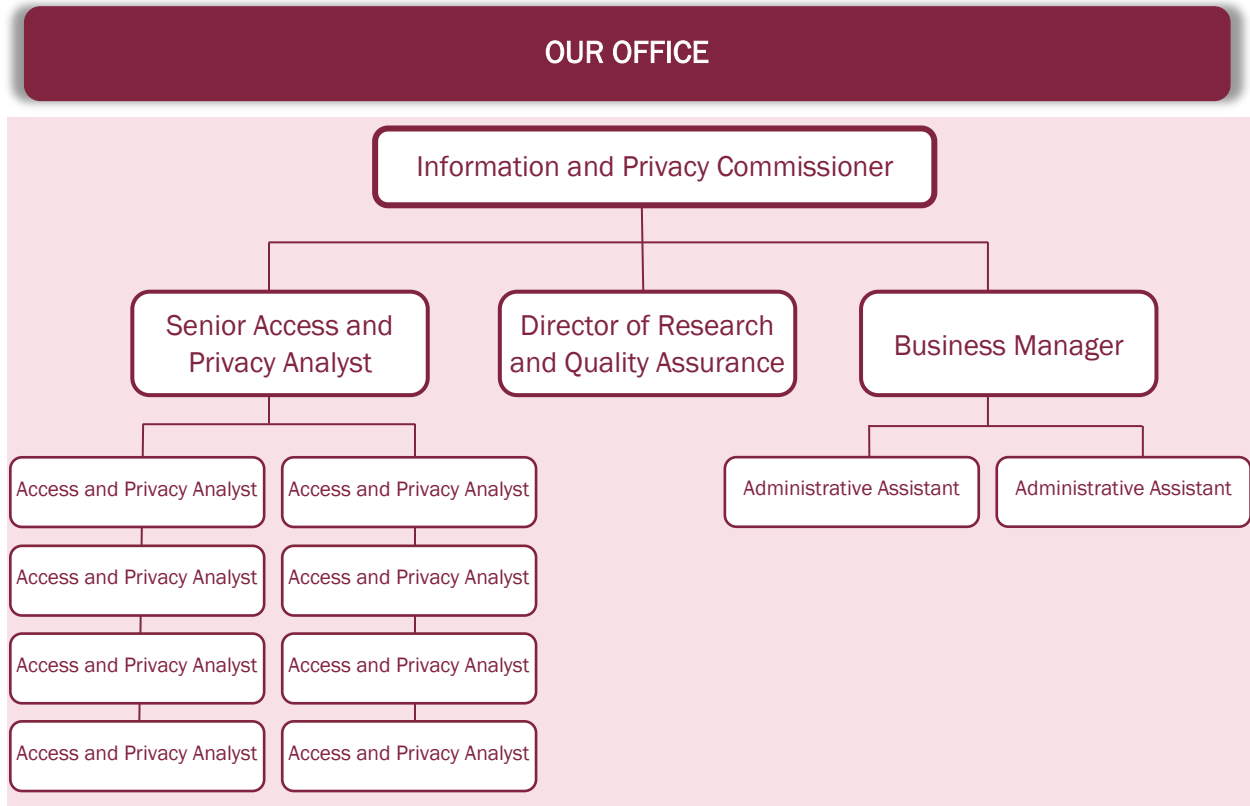 OUR OFFICE
Information and Privacy Commissioner
Senior Access and
Privacy Analyst
Director of Research
and Quality Assurance
Business Manager
Access and Privacy Analyst
Access and Privacy Analyst
Administrative Assistant
Administrative Assistant
Access and Privacy Analyst
Access and Privacy Analyst
Access and Privacy Analyst
Access and Privacy Analyst
Access and Privacy Analyst
Access and Privacy Analyst